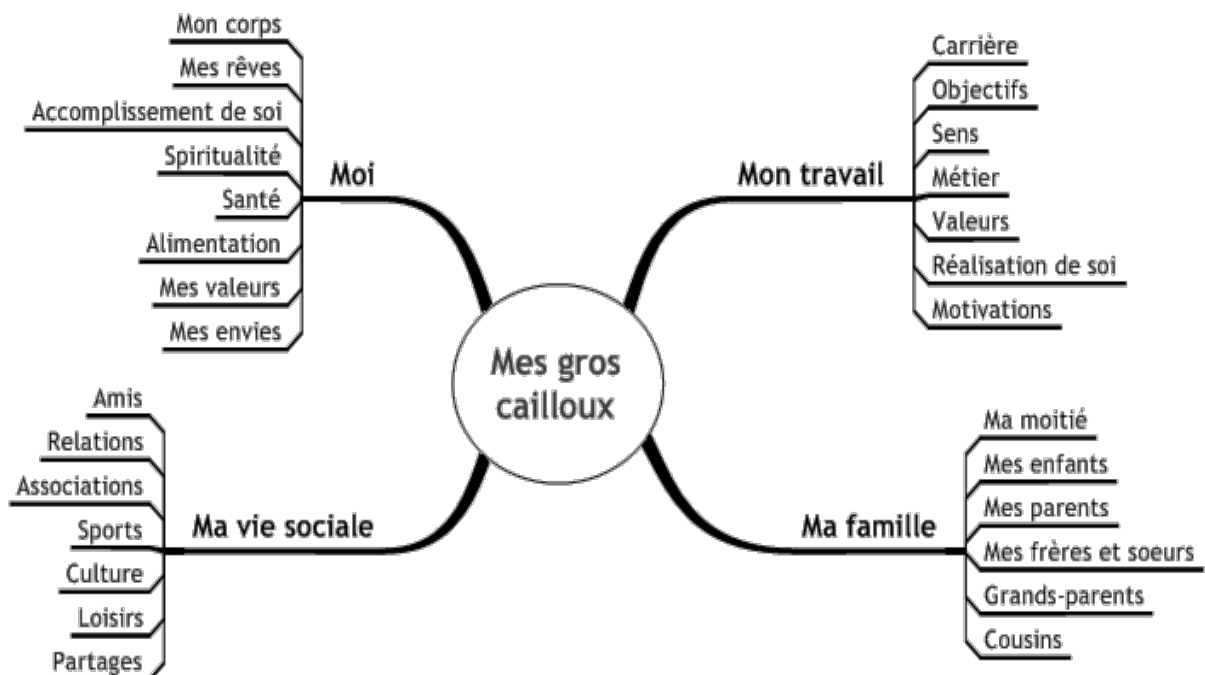 Mon corps
Mes rêves
Accomplissement de soi
Spiritualité
Santé
Alimentation
Mes valeurs
Mes envies
Moi
Mon travail
Carrière
Objectifs
Sens
Métier
Valeurs
Réalisation de soi
Motivations
Mes gros
cailloux
Amis
Relations
Associations
Sports
Culture
Loisirs
Partages
Ma vie sociale
Ma famille
Ma moitié
Mes enfants
Mes parents
Mes frères et soeurs
Grands-parents
Cousins